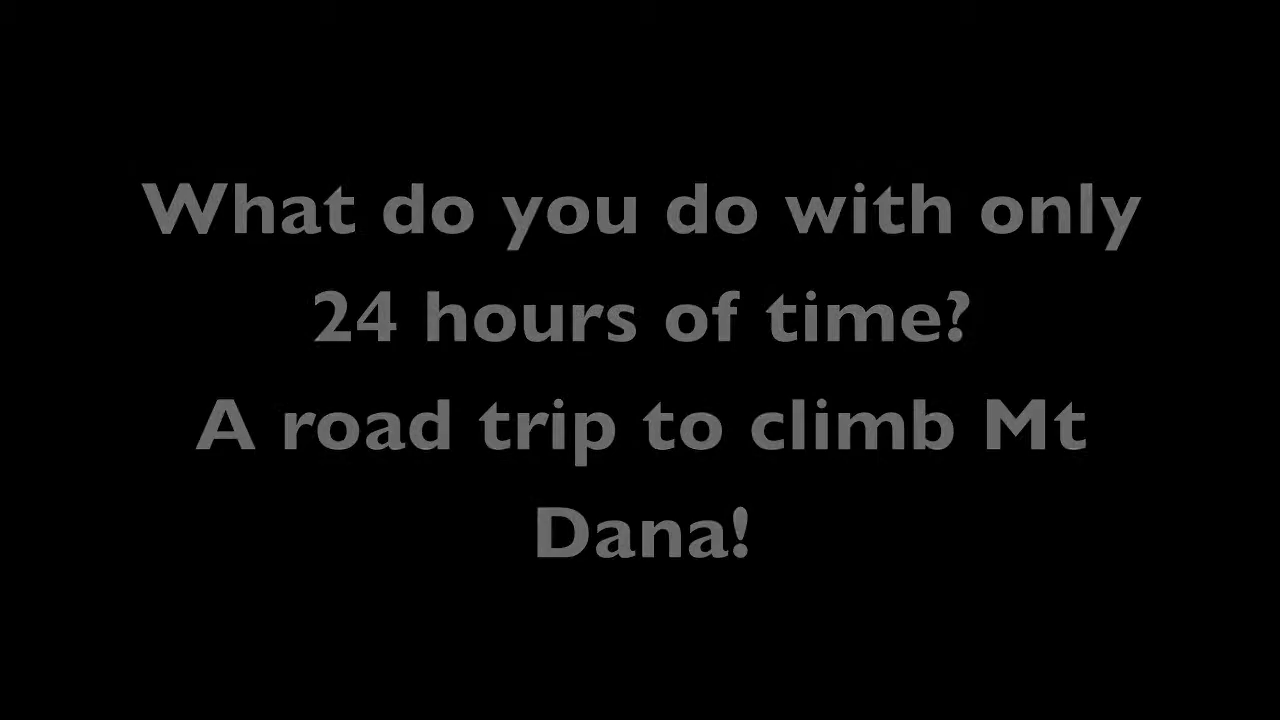 What do you do with only
24 hours of time?
A road trip to climb Mt
Dana!